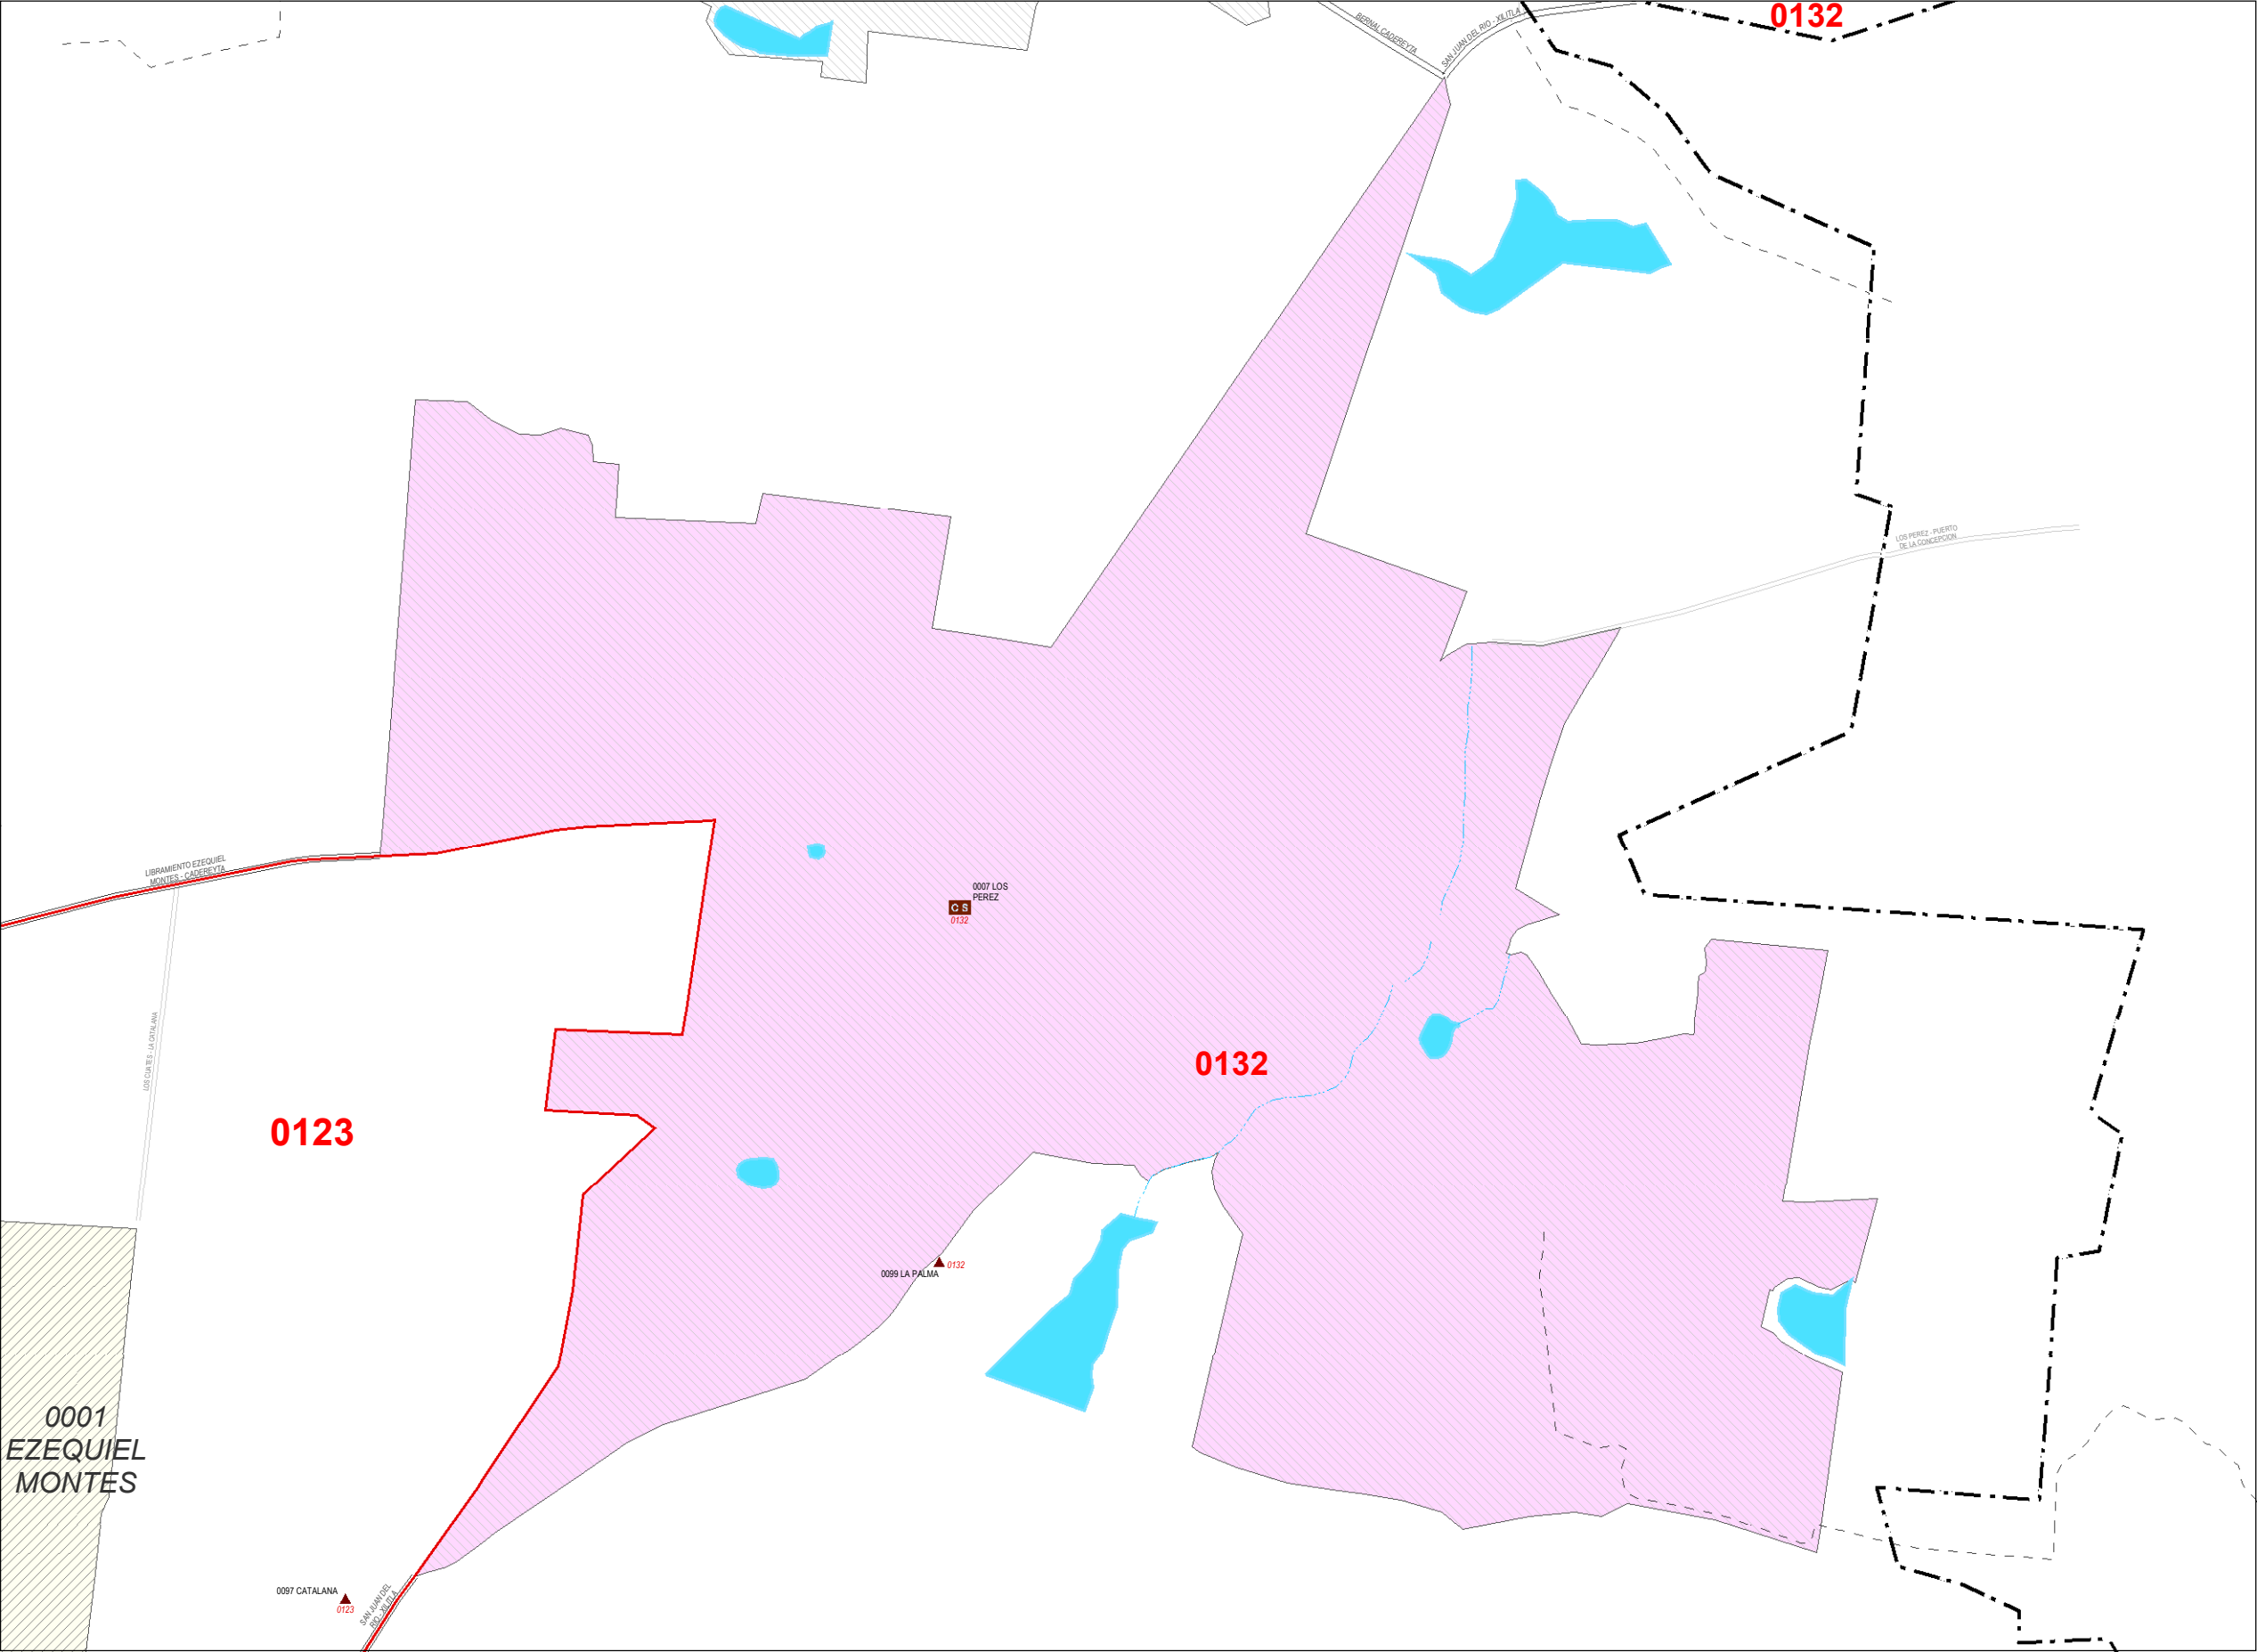 0132
BERNAL CADEREYTA
SAN JUAN DEL RIO - XILITLA
LOS PEREZ - PUERTO
DE LA CONCEPCION
LIBRAMIENTO EZEQUIEL
MONTES - CADEREYTA
0007 LOS
PEREZ
C S
0132
LOS CUATES - LA CATALANA
0132
0123
0099 LA PALMA
0132
0001
EZEQUIEL
MONTES
0097 CATALANA
0123
SAN JUAN DEL
RIO - XILITLA